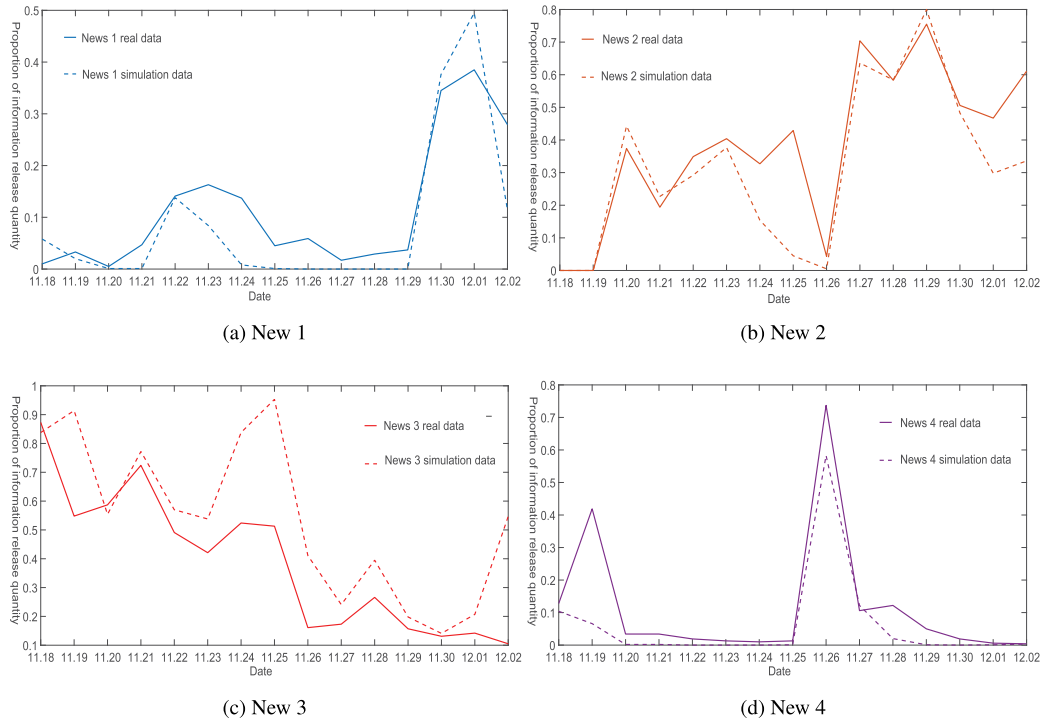 Proportion of information release quantity
0.5
0.4
0.3
0.2
0.1
0
News 1 real data
News 1 simulation data
11.18 11.19 11.20 11.21 11.22 11.23 11.24 11.25 11.26 11.27 11.28 11.29 11.30 12.01 12.02
Date
(a) New 1
Proportion of information release quantity
0.8
0.7
0.6
0.5
0.4
0.3
0.2
0.1
0
News 2 real data
News 2 simulation data
11.18 11.19 11.20 11.21 11.22 11.23 11.24 11.25 11.26 11.27 11.28 11.29 11.30 12.01 12.02
Date
(b) New 2
Proportion of information release quantity
1
0.9
0.8
0.7
0.6
0.5
0.4
0.3
0.2
0.1
News 3 real data
News 3 simulation data
11.18 11.19 11.20 11.21 11.22 11.23 11.24 11.25 11.26 11.27 11.28 11.29 11.30 12.01 12.02
Date
(c) New 3
Proportion of information release quantity
0.8
0.7
0.6
0.5
0.4
0.3
0.2
0.1
0
News 4 real data
News 4 simulation data
11.18 11.19 11.20 11.21 11.22 11.23 11.24 11.25 11.26 11.27 11.28 11.29 11.30 12.01 12.02
Date
(d) New 4